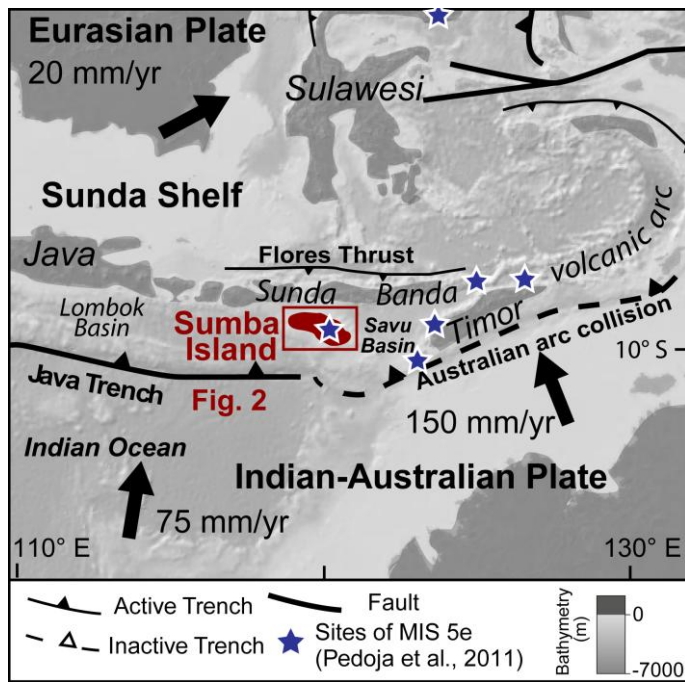 Eurasian Plate
20 mm/yr
Sulawesi
Sunda Shelf
Java
Flores Thrust
Sunda
Banda
volcanic arc
Lombok
Basin
Sumba
Island
Savu
Basin
Timor
Australian arc collision
10° S
Java Trench
Fig. 2
150 mm/yr
Indian Ocean
Indian-Australian Plate
75 mm/yr
110° E
130° E
Active Trench
Fault
Inactive Trench
Sites of MIS 5e
(Pedoja et al., 2011)
Bathymetry
(m)
0
-7000